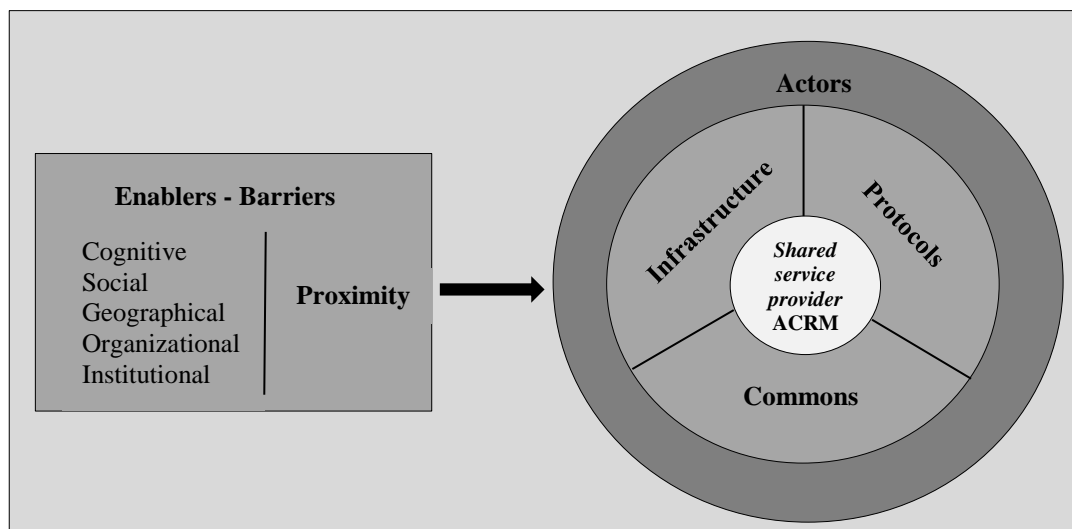 Enablers - Barriers
Cognitive
Social
Geographical
Organizational
Institutional
Proximity
Actors
Infrastructure
Protocols
Shared
service
provider
ACRM
Commons